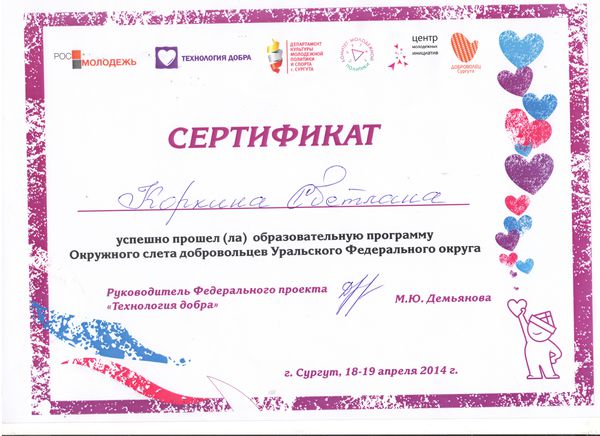 РОС
МОЛОДЕЖЬ
ТЕХНОЛОГИЯ ДОБРА
ДЕПАРТАМЕНТ
КУЛЬТУРЫ
МОЛОДЕЖНОЙ
ПОЛИТИКИ
И СПОРТА
г. СУРГУТА
центр
молодежных
инициатив
ДОБРОВОЛЕЦ
Сургута
СЕРТИФИКАТ
Коркина Светлана
успешно прошел (ла) образовательную программу
Окружного слета добровольцев Уральского Федерального округа
Руководитель Федерального проекта
«Технология добра»
М.Ю. Демьянова
г. Сургут, 18-19 апреля 2014 г.